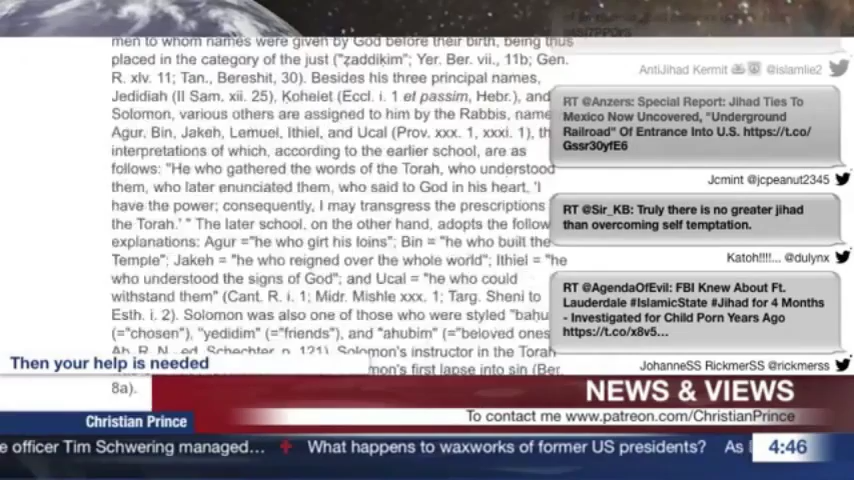 men to whom names were given by God before their birth, being thus
placed in the category of the just ("ẓaddiḳim"; Yer. Ber. vii., 11b; Gen.
R. xlv. 11; Tan., Bereshit, 30). Besides his three principal names,
Jedidiah (II Sam. xii. 25), Ḳohelet (Eccl. i. 1 et passim, Hebr.), and
Solomon, various others are assigned to him by the Rabbis, name
Agur, Bin, Jakeh, Lemuel, Ithiel, and Ucal (Prov. xxx. 1, xxxi. 1), th
interpretations of which, according to the earlier school, are as
follows: "He who gathered the words of the Torah, who understood
them, who later enunciated them, who said to God in his heart, 'I
have the power; consequently, I may transgress the prescriptions
the Torah.' " The later school, on the other hand, adopts the follow
explanations: Agur ="he who girt his loins"; Bin = "he who built the
Temple"; Jakeh = "he who reigned over the whole world"; Ithiel = "he
who understood the signs of God"; and Ucal = "he who could
withstand them" (Cant. R. i. 1; Midr. Mishle xxx. 1; Targ. Sheni to
Esth. i. 2). Solomon was also one of those who were styled "baḥu
(="chosen"), "yedidim" (="friends"), and "ahubim" (="beloved ones
Ab. R. N., ed. Schechter, p. 121). Solomon's instructor in the Torah
mon's first lapse into sin (Ber.
8a).
AntiJihad Kermit @islamlie2
RT @Anzers: Special Report: Jihad Ties To
Mexico Now Uncovered, "Underground
Railroad" Of Entrance Into U.S. https://t.co/
Gssr30yfE6
Jcmint @jcpeanut2345
RT @Sir_KB: Truly there is no greater jihad
than overcoming self temptation.
Katoh!!!!... @dulynx
RT @AgendaOfEvil: FBI Knew About Ft.
Lauderdale #IslamicState #Jihad for 4 Months
- Investigated for Child Porn Years Ago
https://t.co/x8v5...
JohanneSS RickmerSS @rickmerss
Then your help is needed
NEWS & VIEWS
Christian Prince
To contact me www.patreon.com/ChristianPrince
e officer Tim Schwering managed... What happens to waxworks of former US presidents? As
4:46